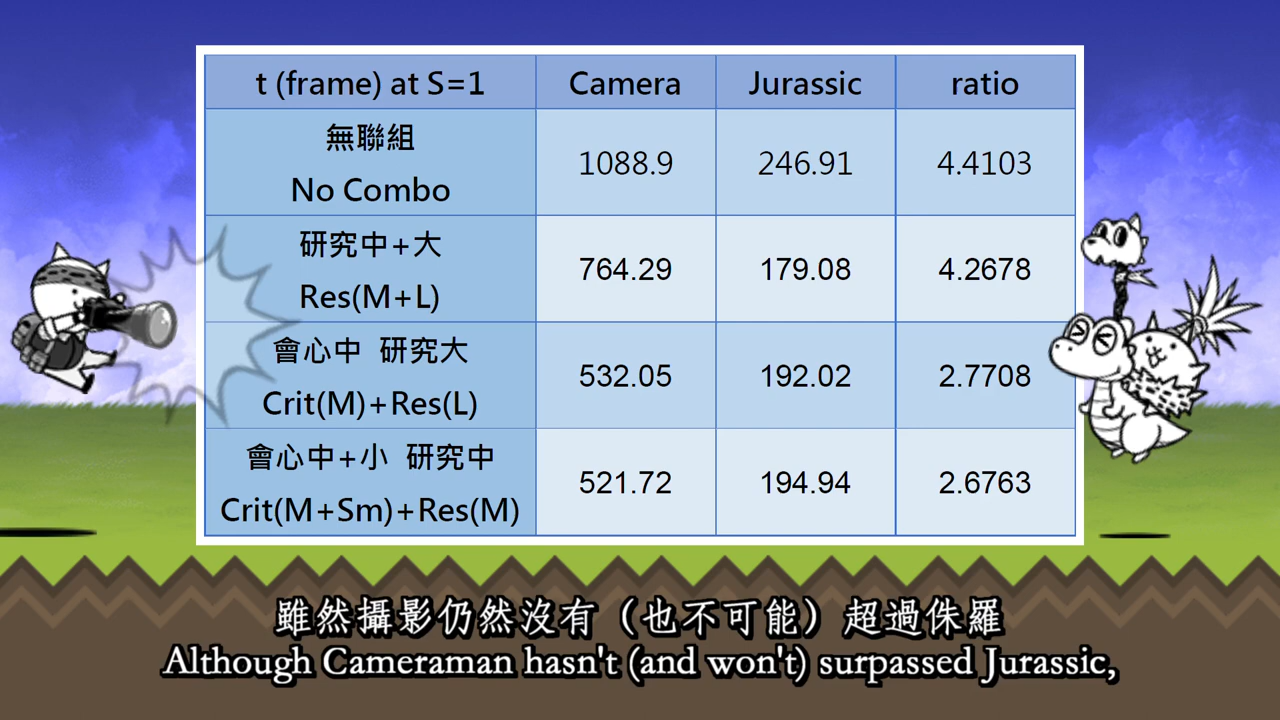 t (frame) at S=1 Camera Jurassic ratio
無聯組
No Combo
1088.9 246.91 4.4103
研究中+大
Res(M+L)
764.29 179.08 4.2678
會心中 研究大
Crit(M)+Res(L)
532.05 192.02 2.7708
會心中+小 研究中
Crit(M+Sm)+Res(M)
521.72 194.94 2.6763
雖然攝影仍然沒有（也不可能）超過侏羅
Although Cameraman hasn't (and won't) surpassed Jurassic,